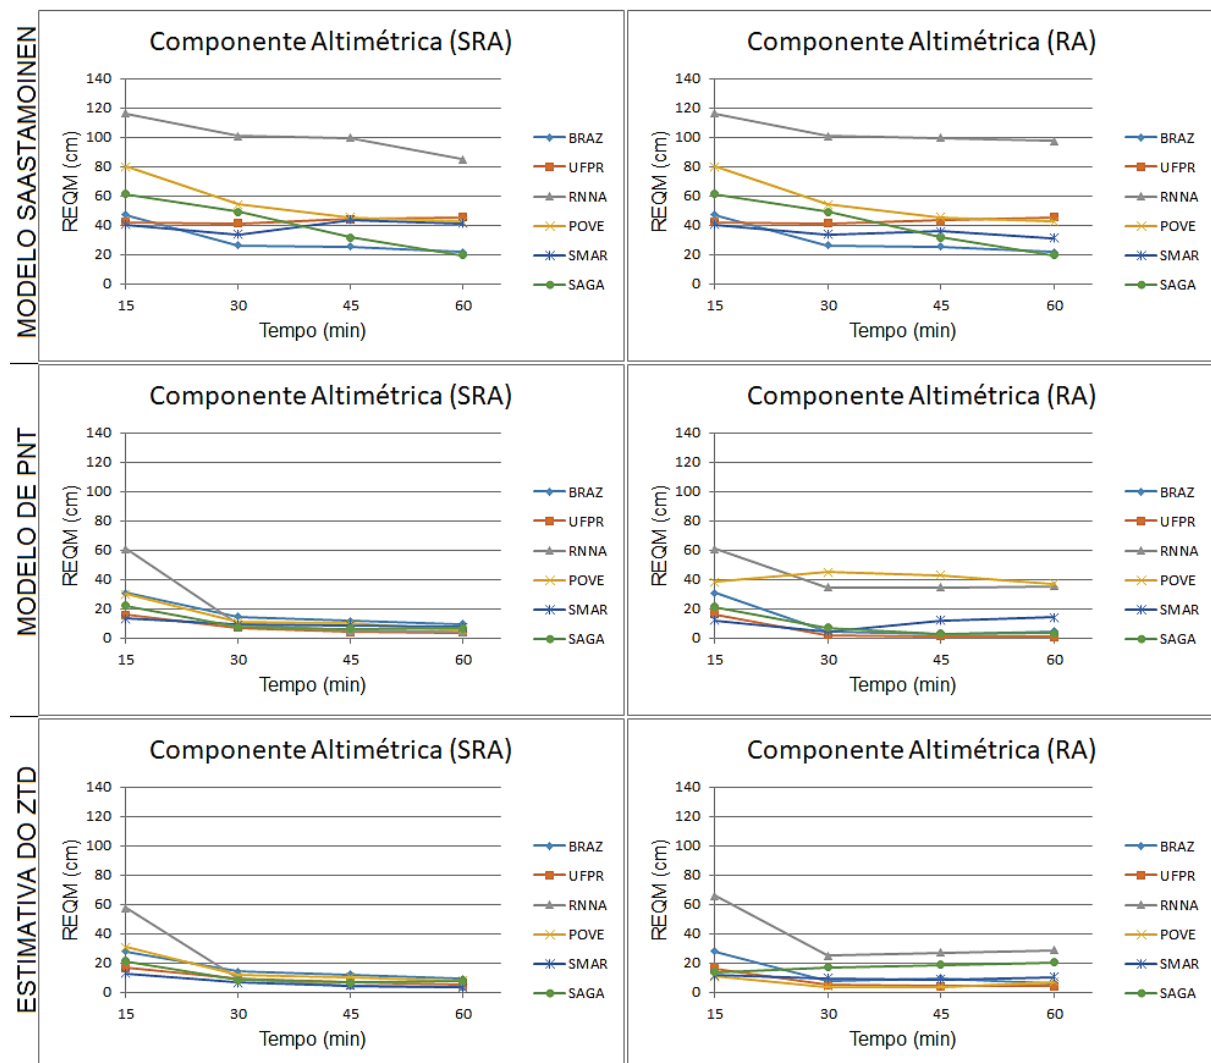 MODELO SAASTAMOINEN
Componente Altimétrica (SRA)
REQM (cm)
140
120
100
80
60
40
20
0
15 30 45 60
Tempo (min)
BRAZ
UFPR
RNNA
POVE
SMAR
SAGA
Componente Altimétrica (RA)
REQM (cm)
140
120
100
80
60
40
20
0
15 30 45 60
Tempo (min)
BRAZ
UFPR
RNNA
POVE
SMAR
SAGA
MODELO DE PNT
Componente Altimétrica (SRA)
REQM (cm)
140
120
100
80
60
40
20
0
15 30 45 60
Tempo (min)
BRAZ
UFPR
RNNA
POVE
SMAR
SAGA
Componente Altimétrica (RA)
REQM (cm)
140
120
100
80
60
40
20
0
15 30 45 60
Tempo (min)
BRAZ
UFPR
RNNA
POVE
SMAR
SAGA
ESTIMATIVA DO ZTD
Componente Altimétrica (SRA)
REQM (cm)
140
120
100
80
60
40
20
0
15 30 45 60
Tempo (min)
BRAZ
UFPR
RNNA
POVE
SMAR
SAGA
Componente Altimétrica (RA)
REQM (cm)
140
120
100
80
60
40
20
0
15 30 45 60
Tempo (min)
BRAZ
UFPR
RNNA
POVE
SMAR
SAGA